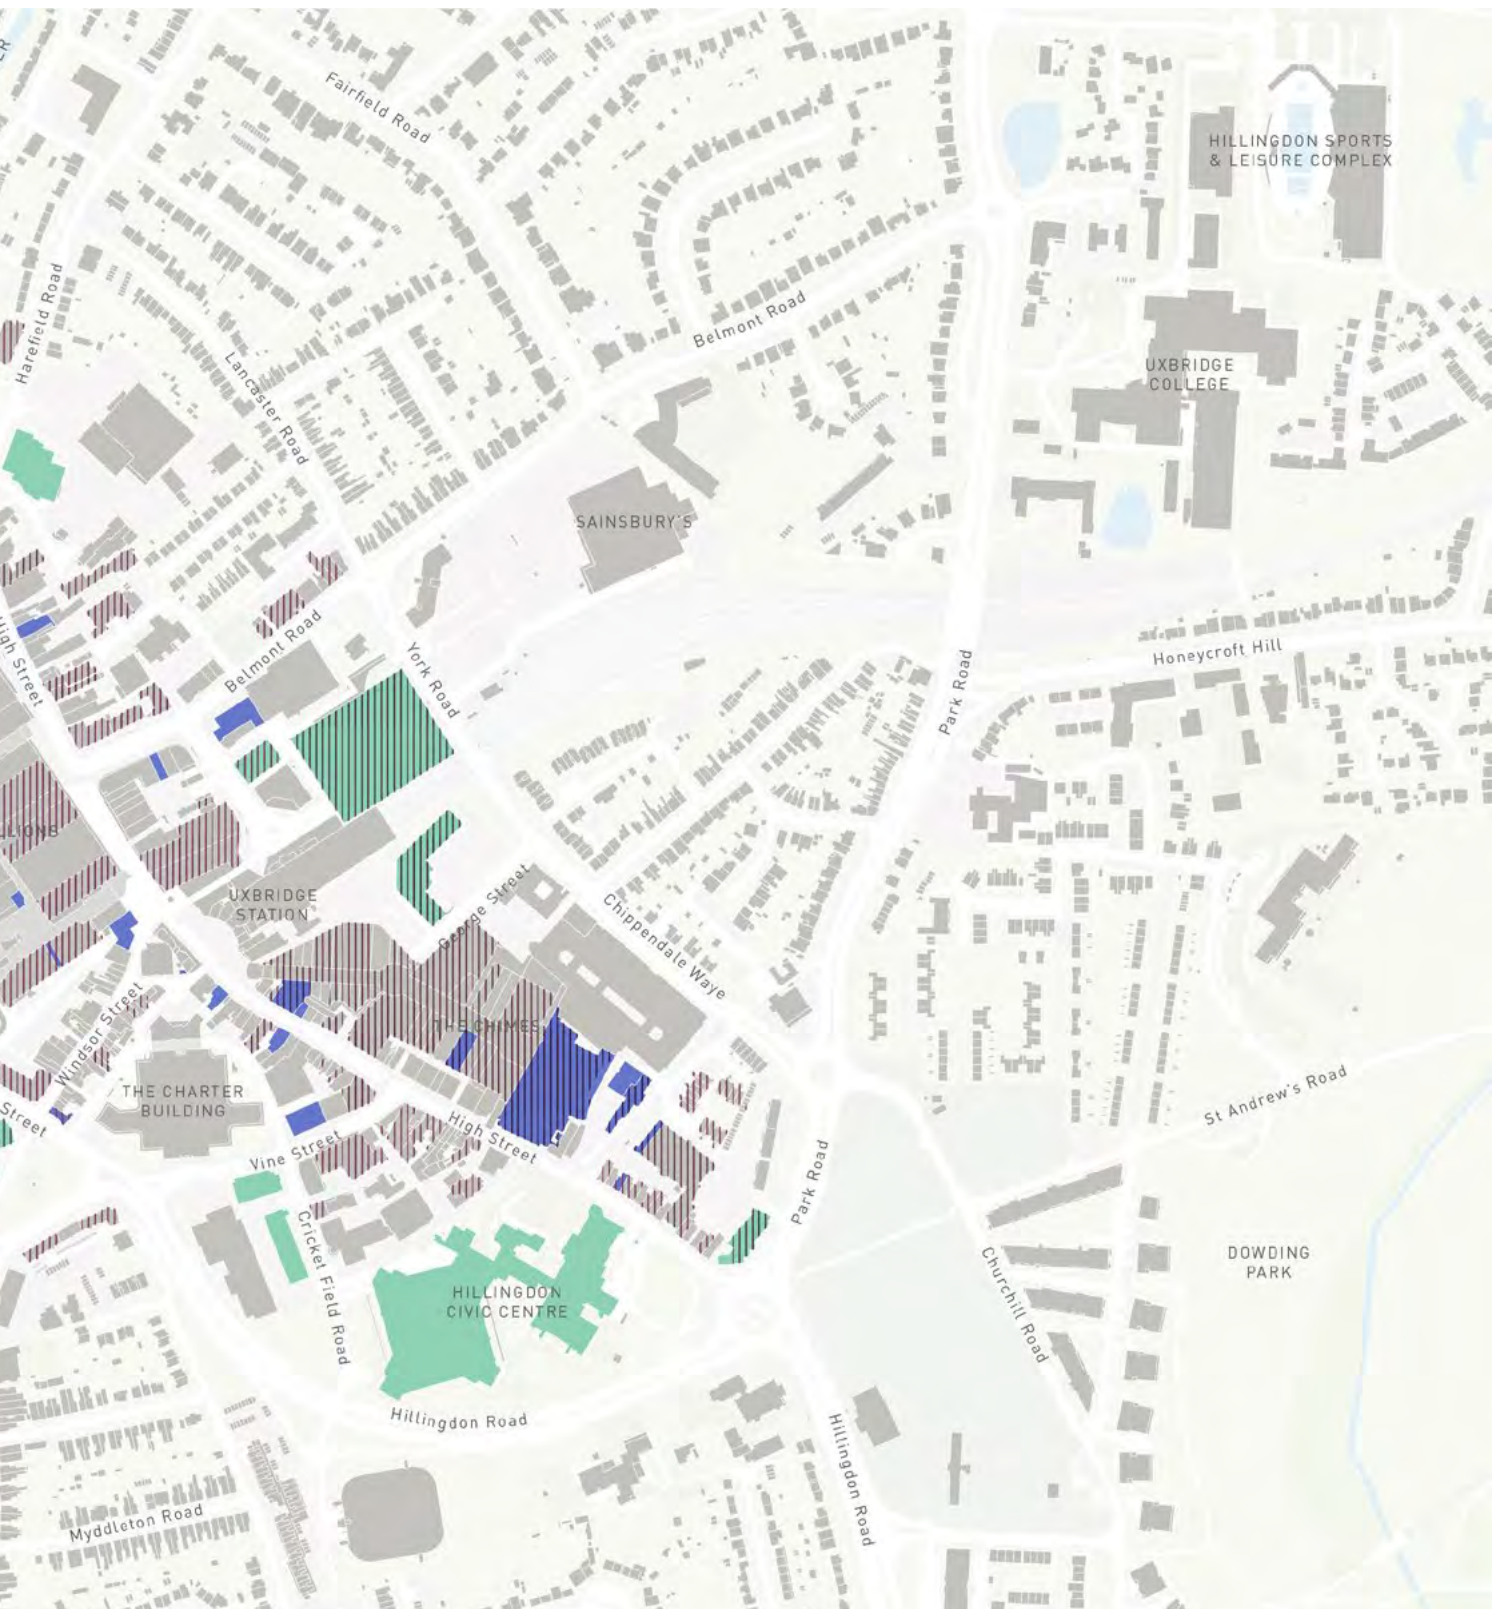 Fairfield Road
HILLINGDON SPORTS
& LEISURE COMPLEX
Harefield Road
Belmont Road
Lancaster Road
UXBRIDGE
COLLEGE
SAINSBURY'S
High Street
Belmont Road
York Road
Park Road
Honeycroft Hill
UXBRIDGE
STATION
George Street
Chippendale Waye
Windsor Street
THE CHIMES
THE CHARTER
BUILDING
Street
High Street
Vine Street
St Andrew's Road
Park Road
Cricket Field Road
HILLINGDON
CIVIC CENTRE
Churchill Road
DOWDING
PARK
Hillingdon Road
Hillingdon Road
Myddleton Road